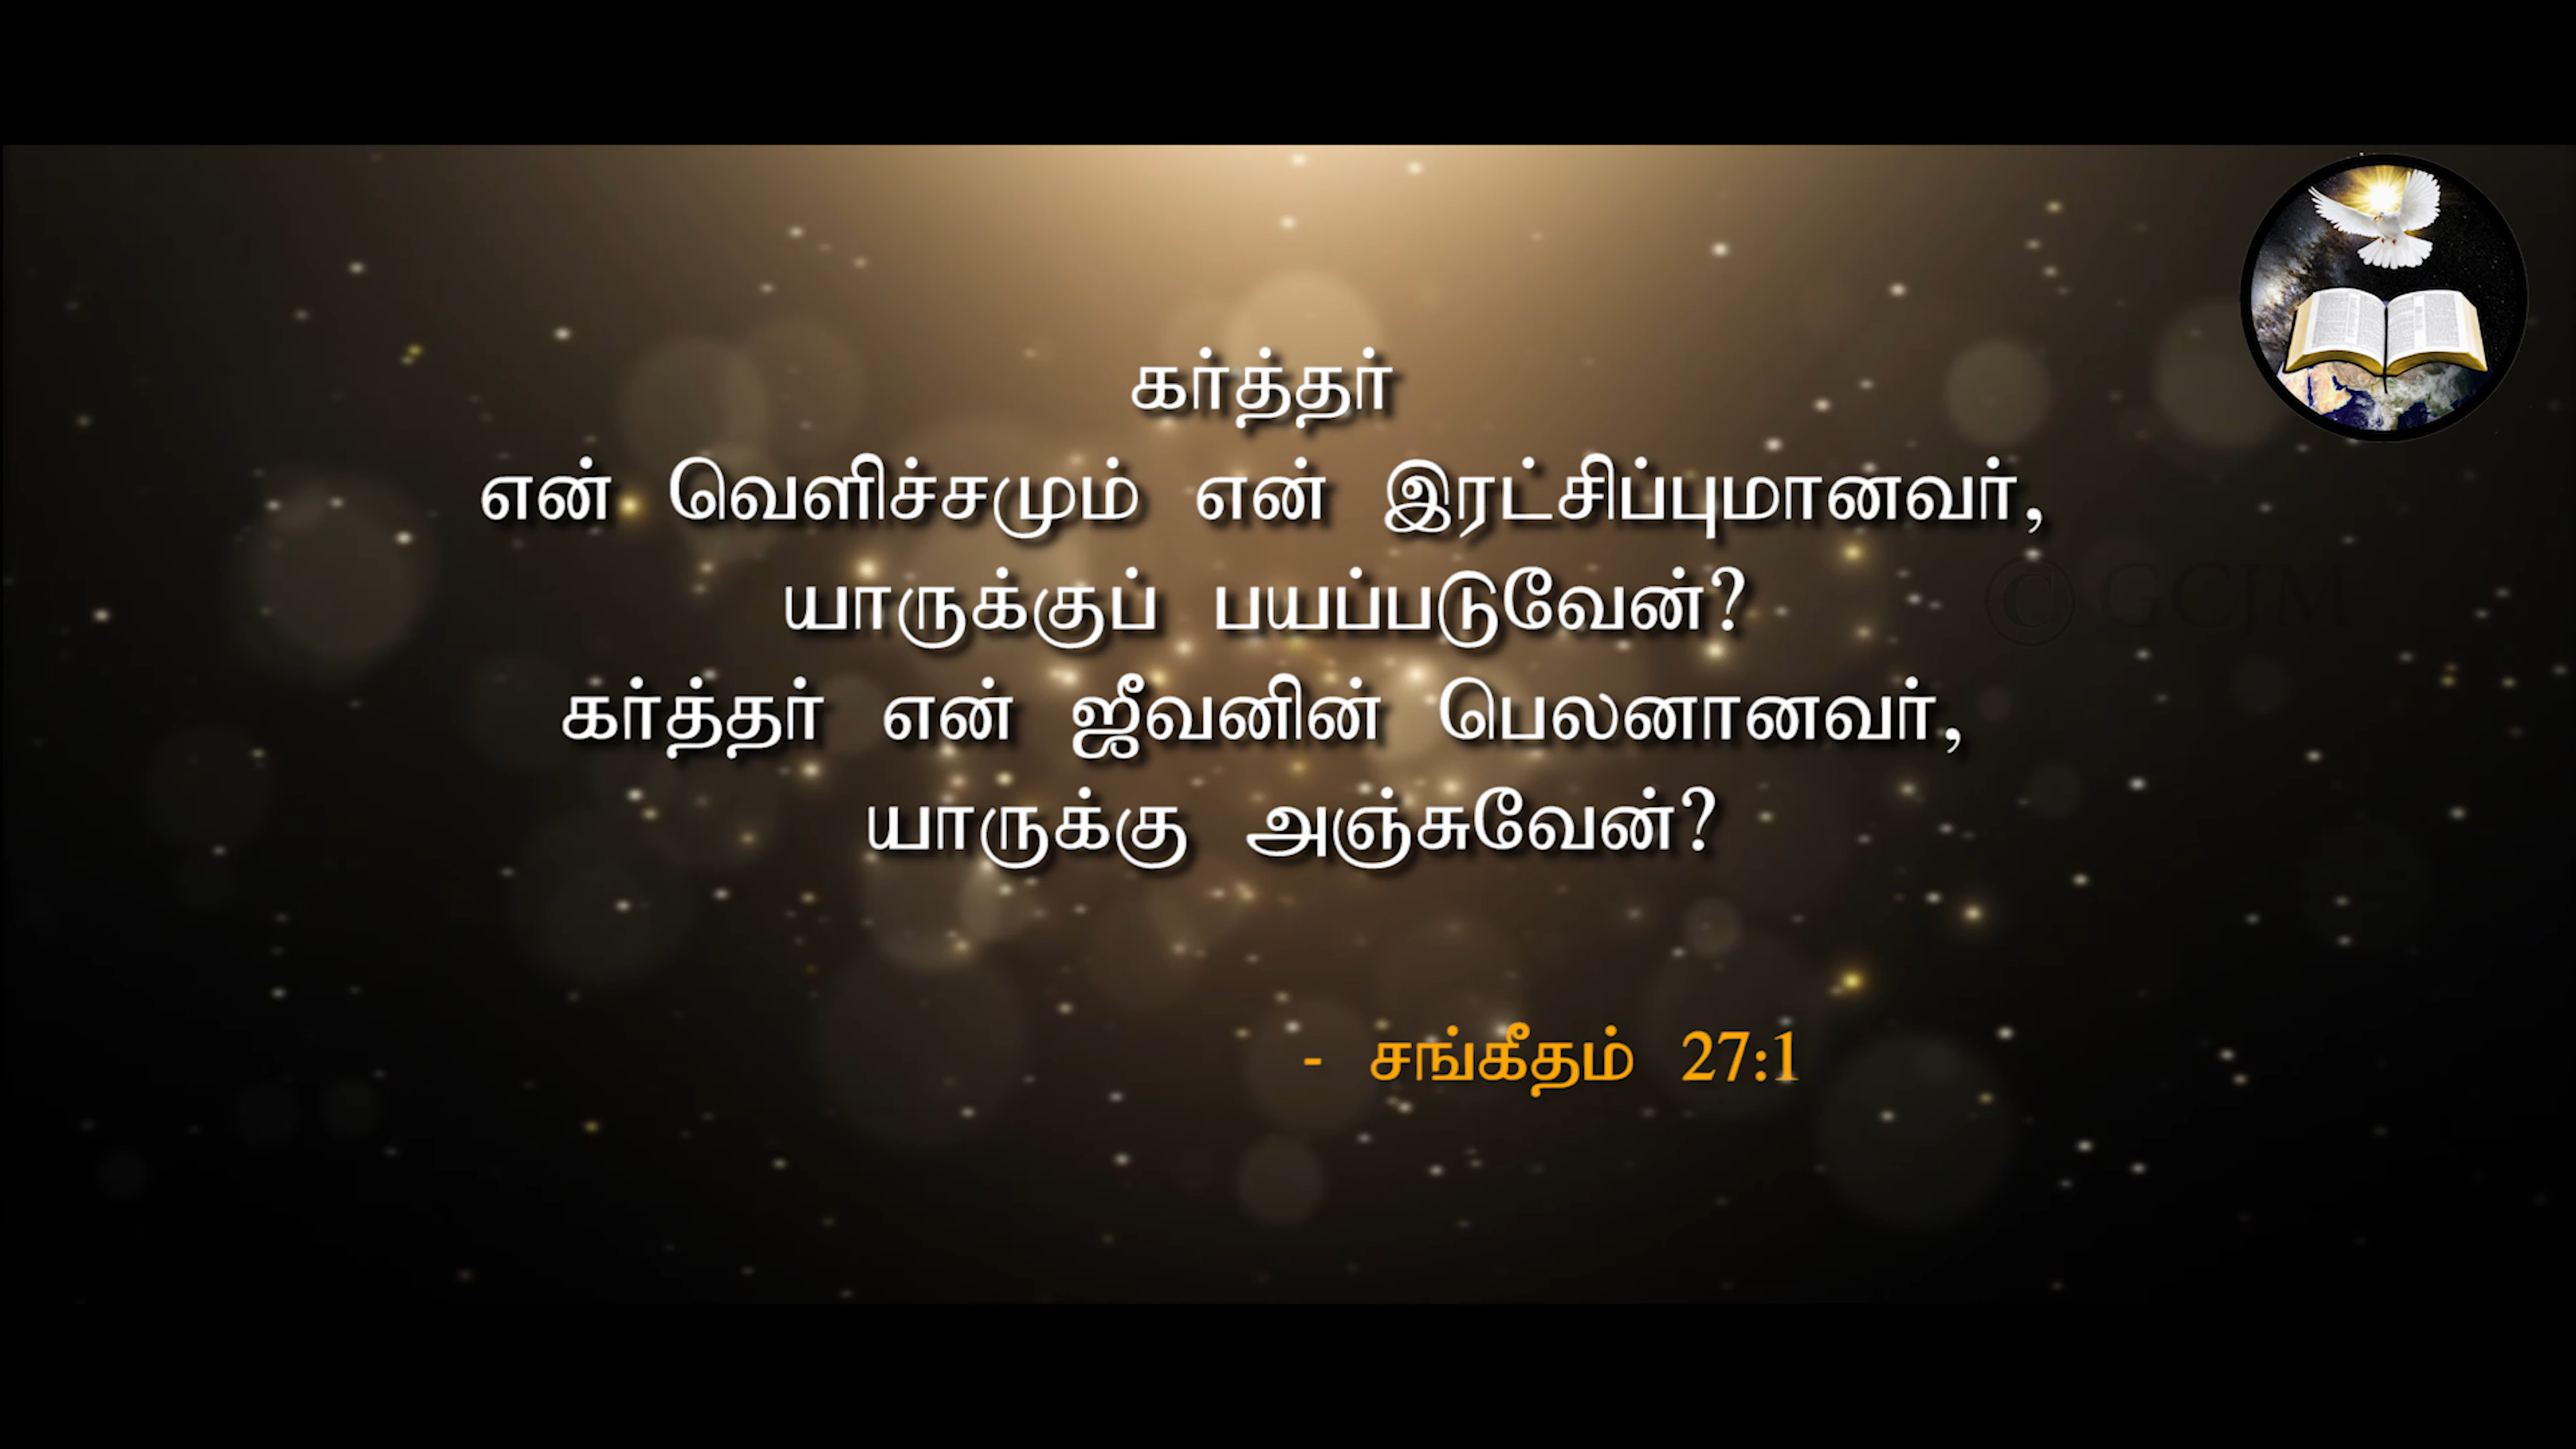 கர்த்தர்
என் வெளிச்சமும் என் இரட்சிப்புமானவர்,
யாருக்குப் பயப்படுவேன்?
கர்த்தர் என் ஜீவனின் பெலனானவர்,
யாருக்கு அஞ்சுவேன்?
- சங்கீதம் 27:1
© GCJM